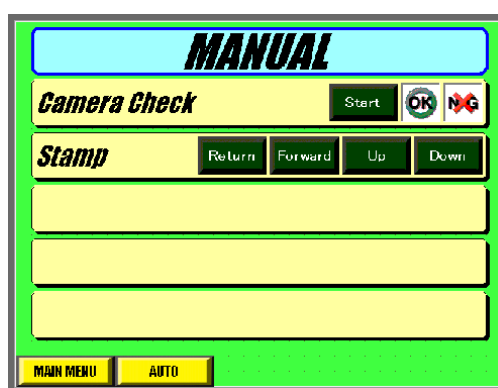 MANUAL
Camera Check Start OK NG
Stamp Return Forward Up Down
MAIN MENU AUTO